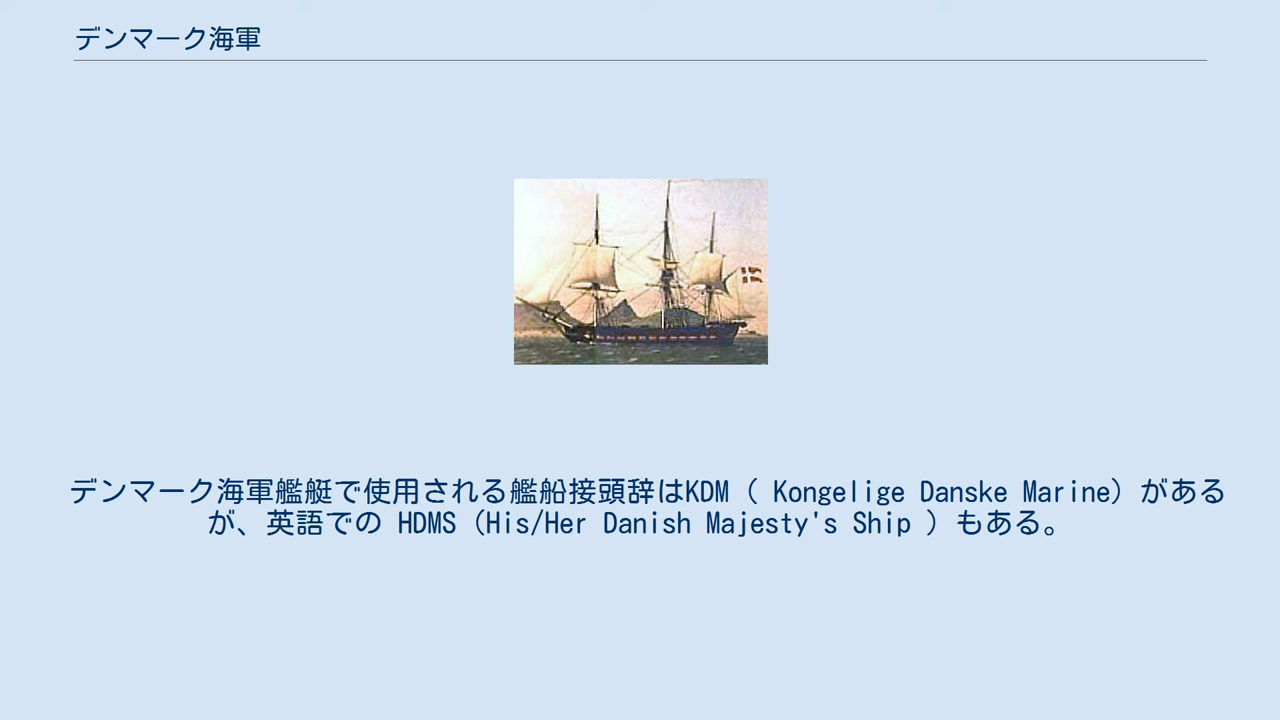 デンマーク海軍
デンマーク海軍艦艇で使用される艦船接頭辞はKDM ( Kongelige Danske Marine) がある
が、英語での HDMS (His/Her Danish Majesty's Ship ) もある。